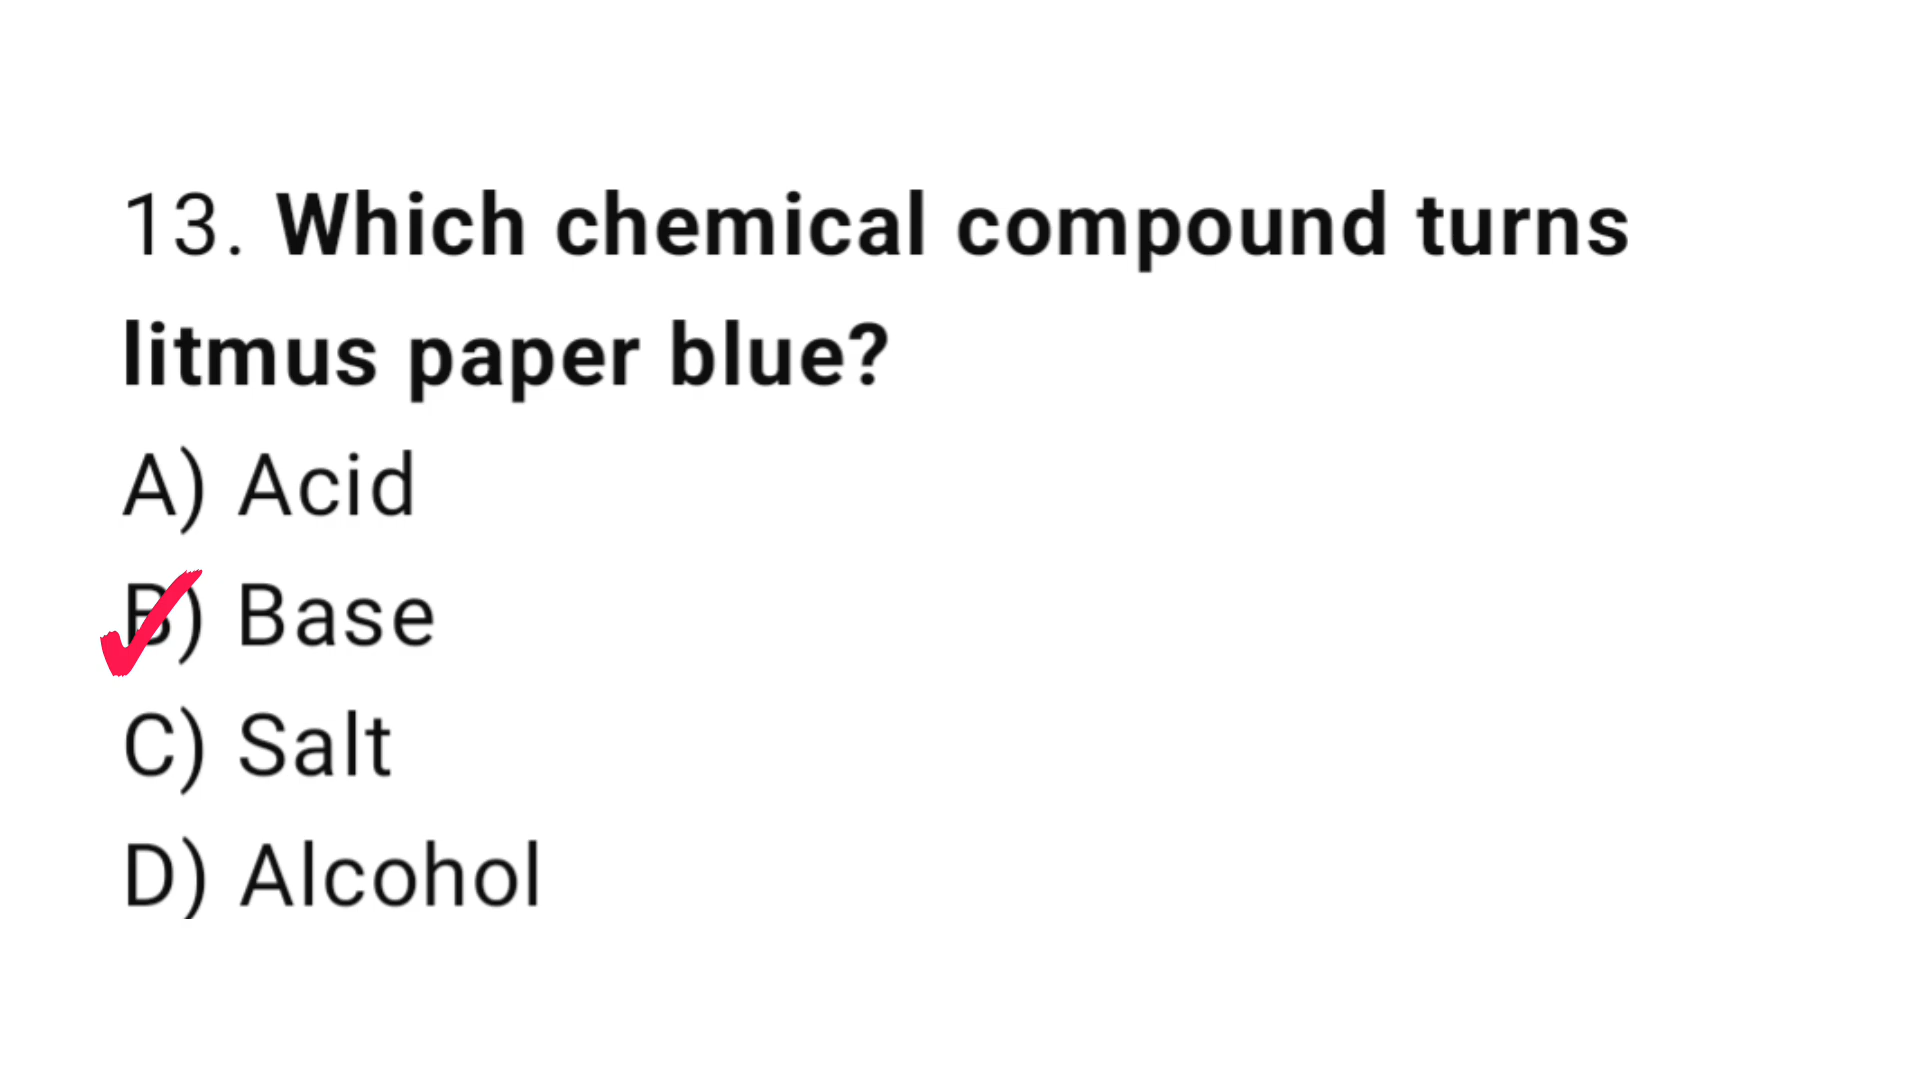 13. Which chemical compound turns
litmus paper blue?
A) Acid
B) Base
C) Salt
D) Alcohol